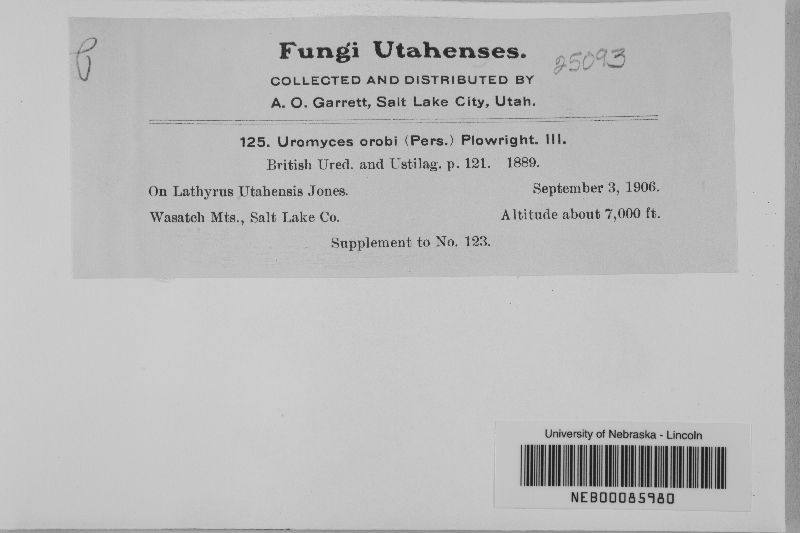 Fungi Utahenses.
25093
COLLECTED AND DISTRIBUTED BY
A. O. Garrett, Salt Lake City, Utah.
125. Uromyces orobi (Pers.) Plowright. III.
British Ured. and Ustilag. p. 121. 1889.
On Lathyrus Utahensis Jones. September 3, 1906.
Wasatch Mts., Salt Lake Co. Altitude about 7,000 ft.
Supplement to No. 123.
University of Nebraska - Lincoln
NEB00085980